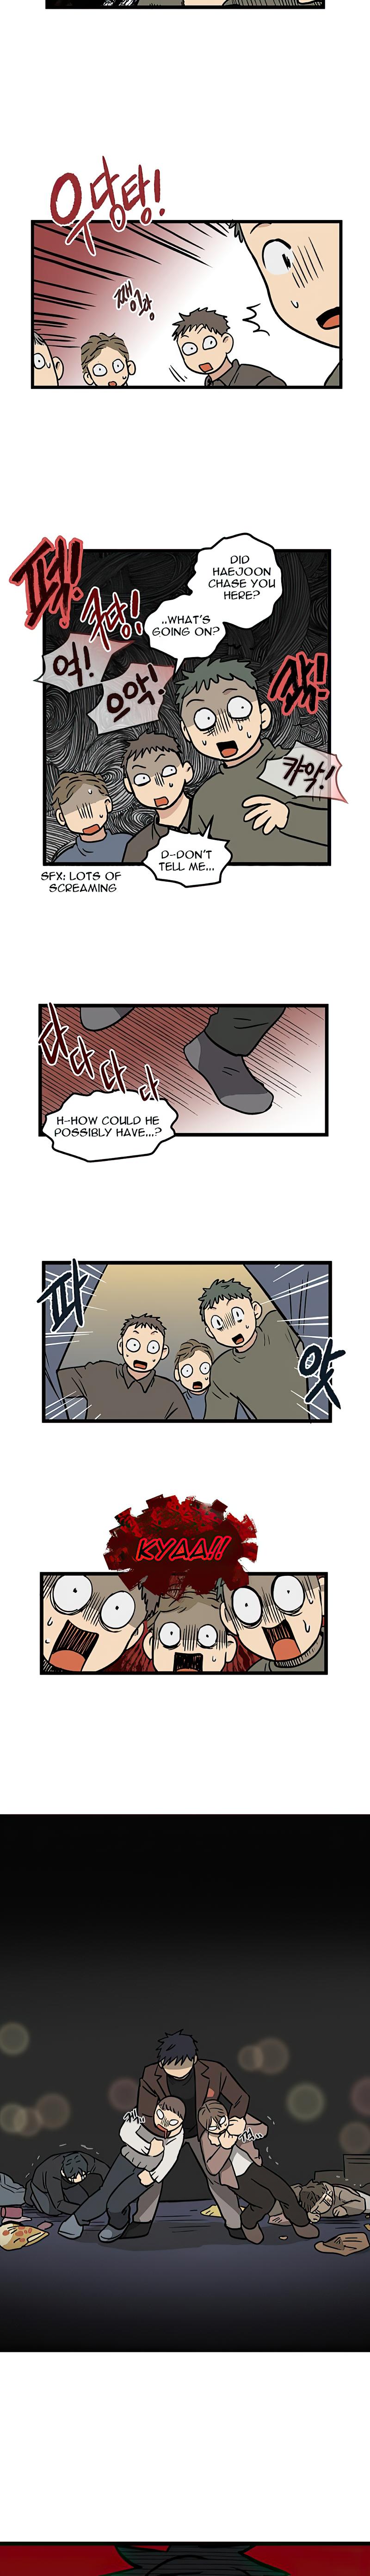 우당탕!
쨍그랑
DID
HAEJOON
CHASE YOU
HERE?
..WHAT'S
GOING ON?
퍽!
쿠당!
억!
으악!
캬악!
D-DON'T
TELL ME...
SFX: LOTS OF
SCREAMING
다다다다
H-HOW COULD HE
POSSIBLY HAVE...?
파
앗
KYAA!!